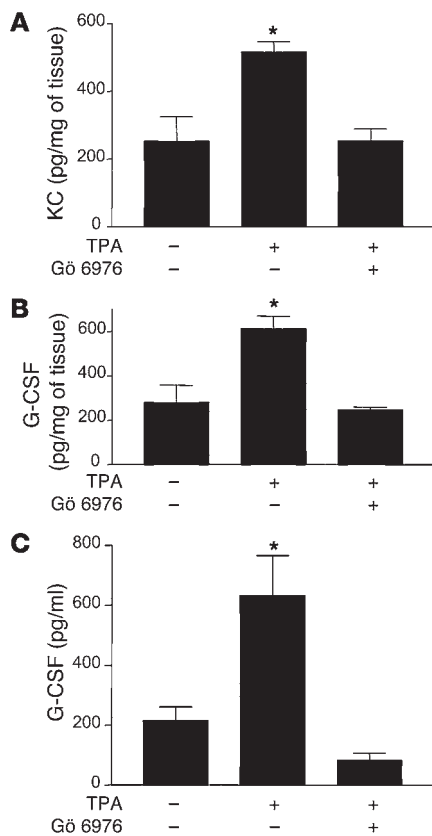 A
600
400
200
0
KC (pg/mg of tissue)
*
TPA − + +
Gö 6976 − − +
B
600
400
200
0
G-CSF
(pg/mg of tissue)
*
TPA − + +
Gö 6976 − − +
C
800
600
400
200
0
G-CSF (pg/ml)
*
TPA − + +
Gö 6976 − − +